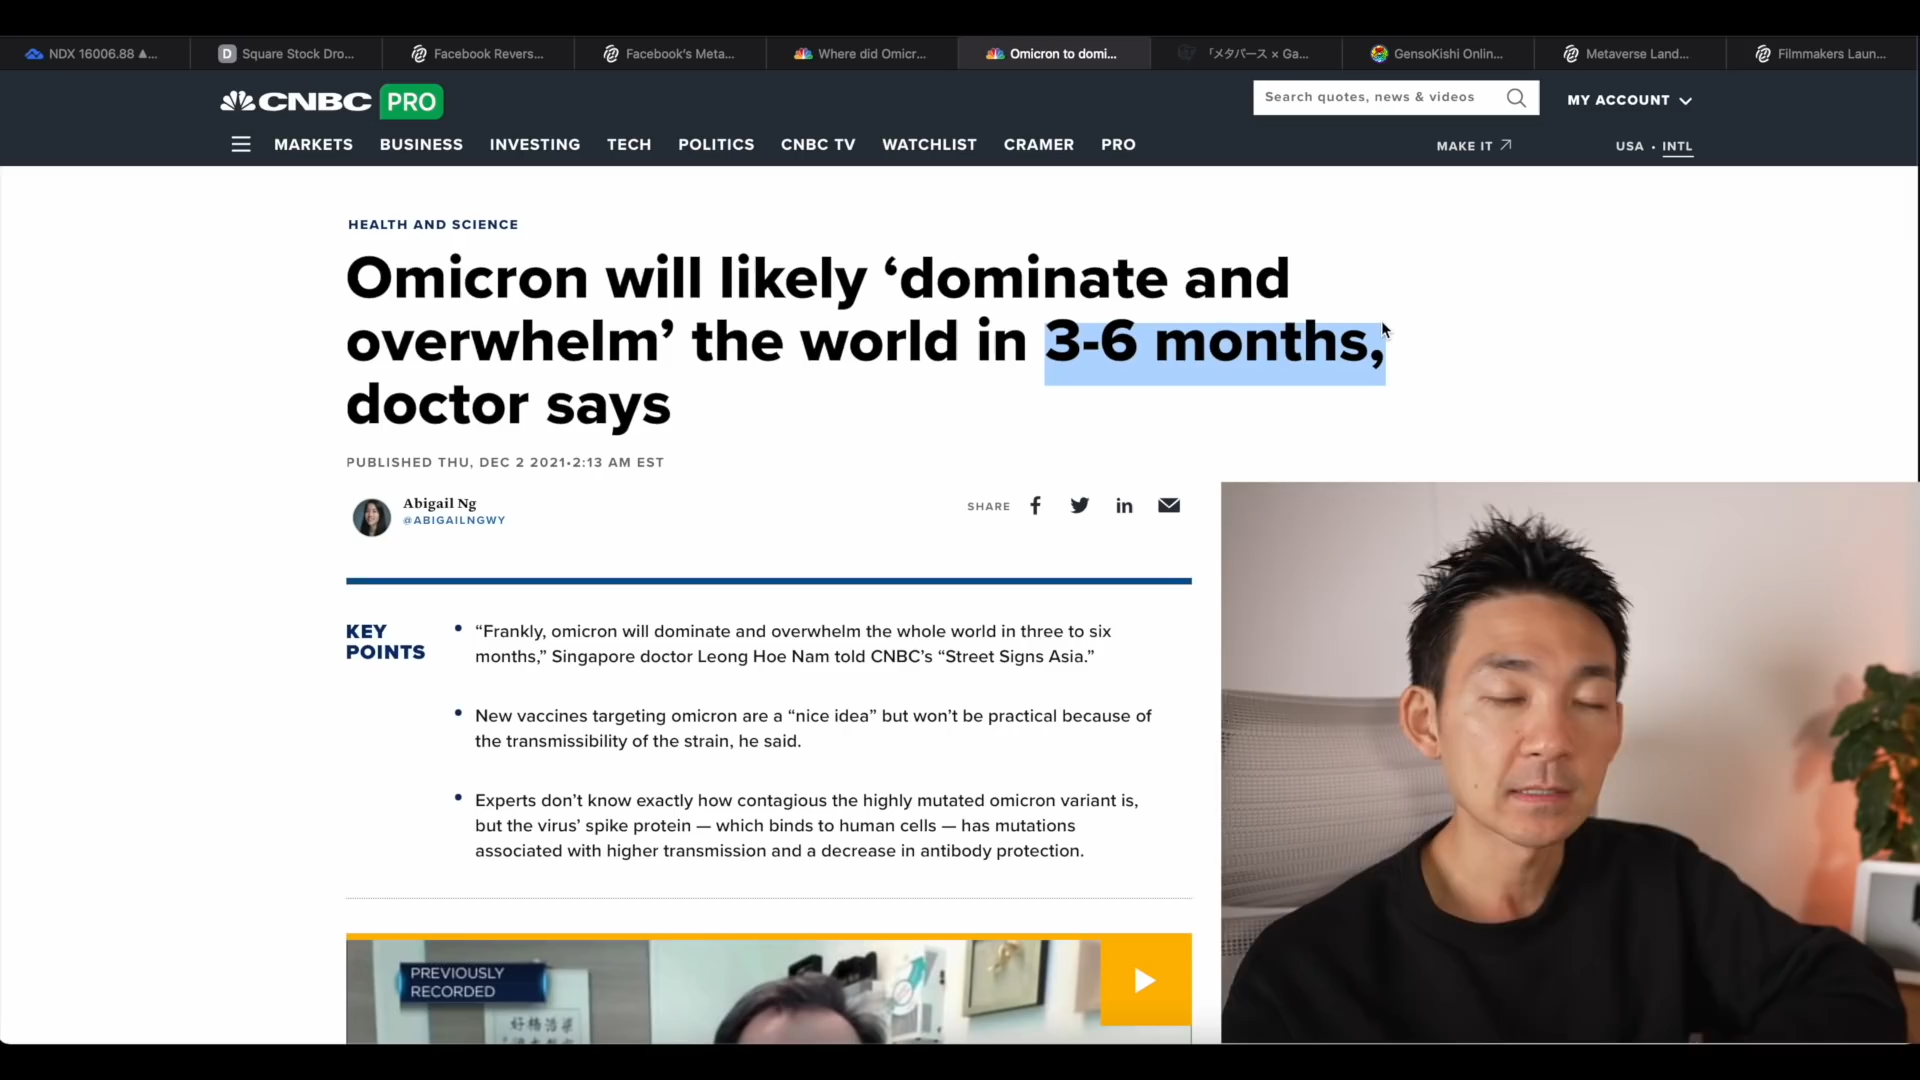 NDX 16006.88 ▲...
Square Stock Dro...
Facebook Revers...
Facebook's Meta...
Where did Omicr...
Omicron to domi...
「メタバース × Ga...
GensoKishi Onlin...
Metaverse Land...
Filmmakers Laun...
CNBC PRO
Search quotes, news & videos
MY ACCOUNT
MARKETS BUSINESS INVESTING TECH POLITICS CNBC TV WATCHLIST CRAMER PRO
MAKE IT
USA • INTL
HEALTH AND SCIENCE
Omicron will likely ‘dominate and
overwhelm’ the world in 3-6 months,
doctor says
PUBLISHED THU, DEC 2 2021•2:13 AM EST
Abigail Ng
@ABIGAILNGWY
SHARE
KEY
POINTS
“Frankly, omicron will dominate and overwhelm the whole world in three to six
months,” Singapore doctor Leong Hoe Nam told CNBC’s “Street Signs Asia.”
New vaccines targeting omicron are a “nice idea” but won’t be practical because of
the transmissibility of the strain, he said.
Experts don’t know exactly how contagious the highly mutated omicron variant is,
but the virus’ spike protein — which binds to human cells — has mutations
associated with higher transmission and a decrease in antibody protection.
PREVIOUSLY
RECORDED